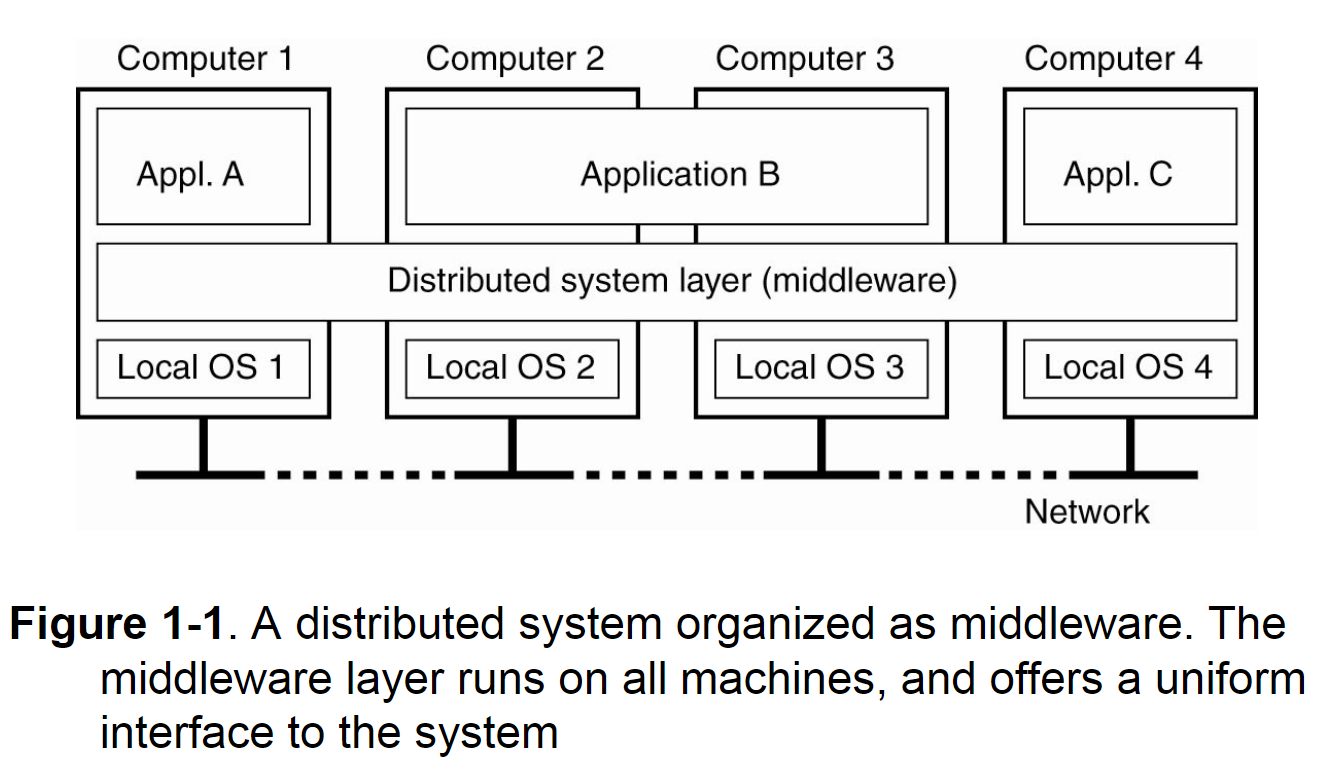 Computer 1 Computer 2 Computer 3 Computer 4
Appl. A Application B Appl. C
Distributed system layer (middleware)
Local OS 1 Local OS 2 Local OS 3 Local OS 4
Network
Figure 1-1. A distributed system organized as middleware. The
middleware layer runs on all machines, and offers a uniform
interface to the system